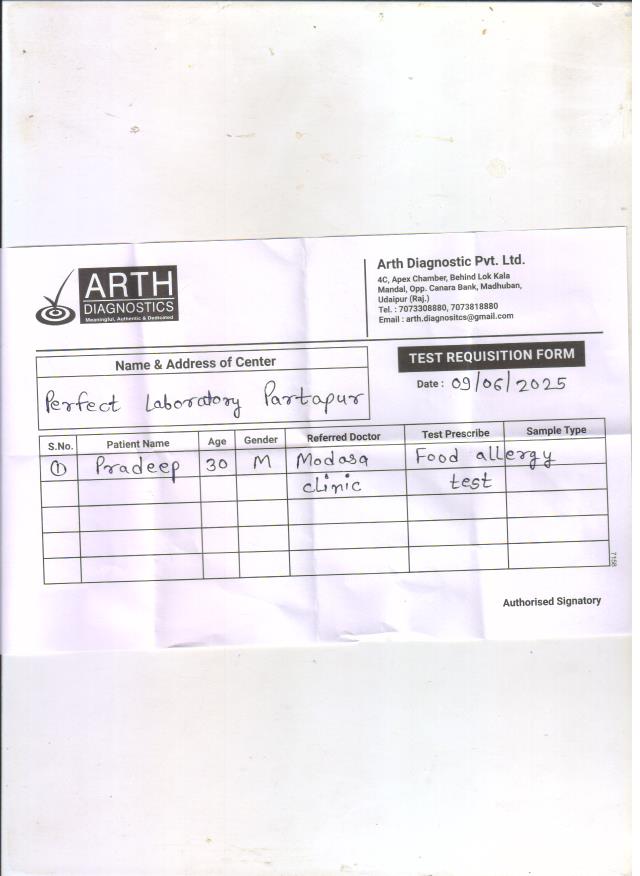 ARTH
DIAGNOSTICS
Meaningful, Authentic & Dedicated
Arth Diagnostic Pvt. Ltd.
4C, Apex Chamber, Behind Lok Kala
Mandal, Opp. Canara Bank, Madhuban,
Udaipur (Raj.)
Tel. : 7073308880, 7073818880
Email : arth.diagnositcs@gmail.com
Name & Address of Center
Perfect Laboratory Partapur
TEST REQUISITION FORM
Date : 09/06/2025
S.No. Patient Name Age Gender Referred Doctor Test Prescribe Sample Type
① Pradeep 30 M Modasa Food allergy
clinic test
7156
Authorised Signatory